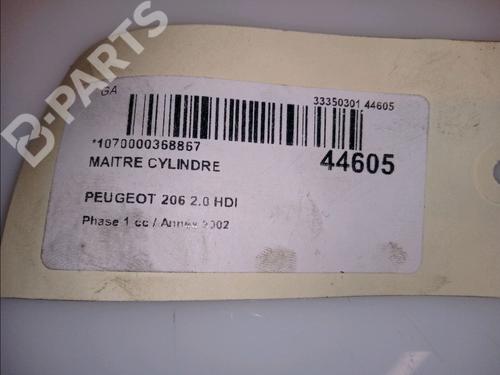 B-PARTS
GA
33350301 44605
*1070000368867
MAITRE CYLINDRE
44605
PEUGEOT 206 2.0 HDI
Phase 1 cc / Année 2002